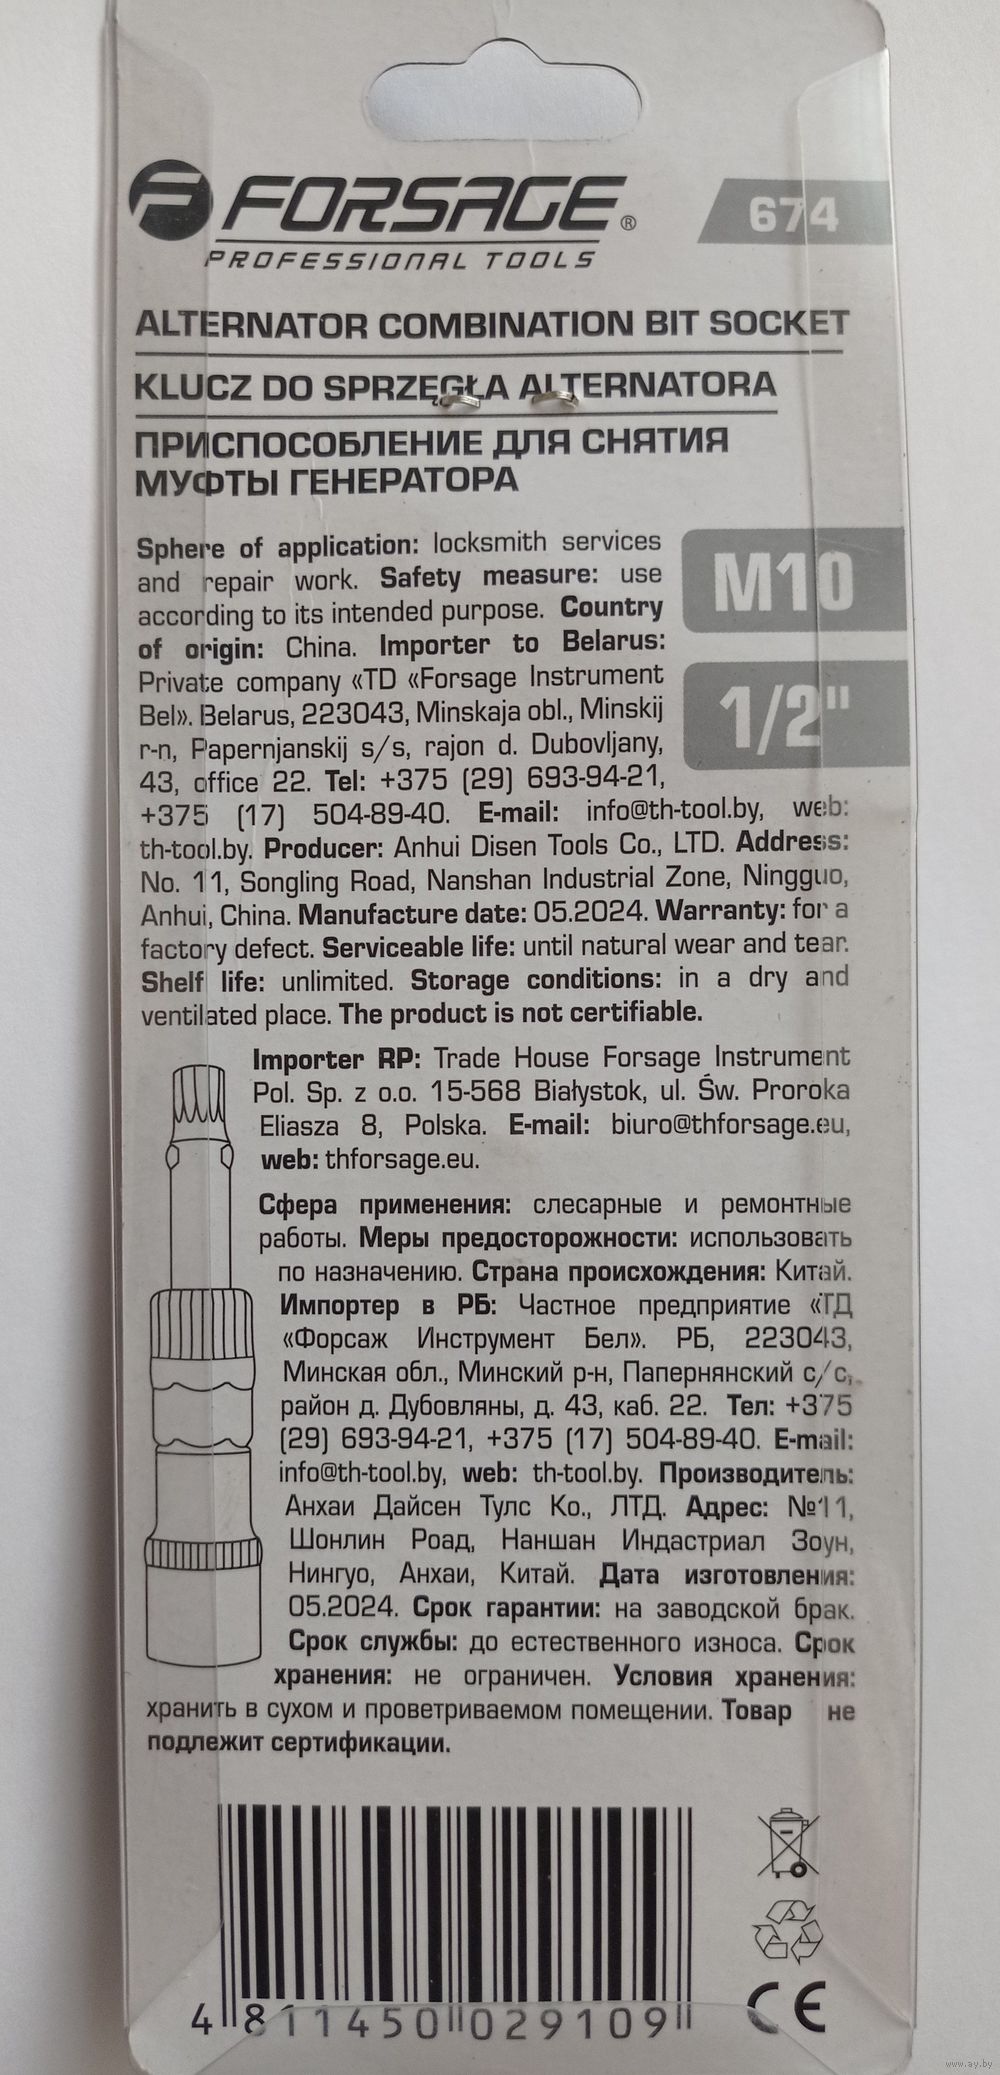 FORSAGE®
PROFESSIONAL TOOLS
674
ALTERNATOR COMBINATION BIT SOCKET
KLUCZ DO SPRZĘGŁA ALTERNATORA
ПРИСПОСОБЛЕНИЕ ДЛЯ СНЯТИЯ
МУФТЫ ГЕНЕРАТОРА
M10
1/2"
Sphere of application: locksmith services
and repair work. Safety measure: use
according to its intended purpose. Country
of origin: China. Importer to Belarus:
Private company «TD «Forsage Instrument
Bel». Belarus, 223043, Minskaja obl., Minskij
r-n, Papernjanskij s/s, rajon d. Dubovljany,
43, office 22. Tel: +375 (29) 693-94-21,
+375 (17) 504-89-40. E-mail: info@th-tool.by, web:
th-tool.by. Producer: Anhui Disen Tools Co., LTD. Address:
No. 11, Songling Road, Nanshan Industrial Zone, Ningguo,
Anhui, China. Manufacture date: 05.2024. Warranty: for a
factory defect. Serviceable life: until natural wear and tear.
Shelf life: unlimited. Storage conditions: in a dry and
ventilated place. The product is not certifiable.
Importer RP: Trade House Forsage Instrument
Pol. Sp. z o.o. 15-568 Białystok, ul. Św. Proroka
Eliasza 8, Polska. E-mail: biuro@thforsage.eu,
web: thforsage.eu.
Сфера применения: слесарные и ремонтные
работы. Меры предосторожности: использовать
по назначению. Страна происхождения: Китай.
Импортер в РБ: Частное предприятие «ТД
«Форсаж Инструмент Бел». РБ, 223043,
Минская обл., Минский р-н, Папернянский с/с,
район д. Дубовляны, д. 43, каб. 22. Тел: +375
(29) 693-94-21, +375 (17) 504-89-40. E-mail:
info@th-tool.by, web: th-tool.by. Производитель:
Анхаи Дайсен Тулс Ко., ЛТД. Адрес: №11,
Шонлин Роад, Наншан Индастриал Зоун,
Нингуо, Анхаи, Китай. Дата изготовления:
05.2024. Срок гарантии: на заводской брак.
Срок службы: до естественного износа. Срок
хранения: не ограничен. Условия хранения:
хранить в сухом и проветриваемом помещении. Товар не
подлежит сертификации.
4 811450 029109
CE
www.ay.by